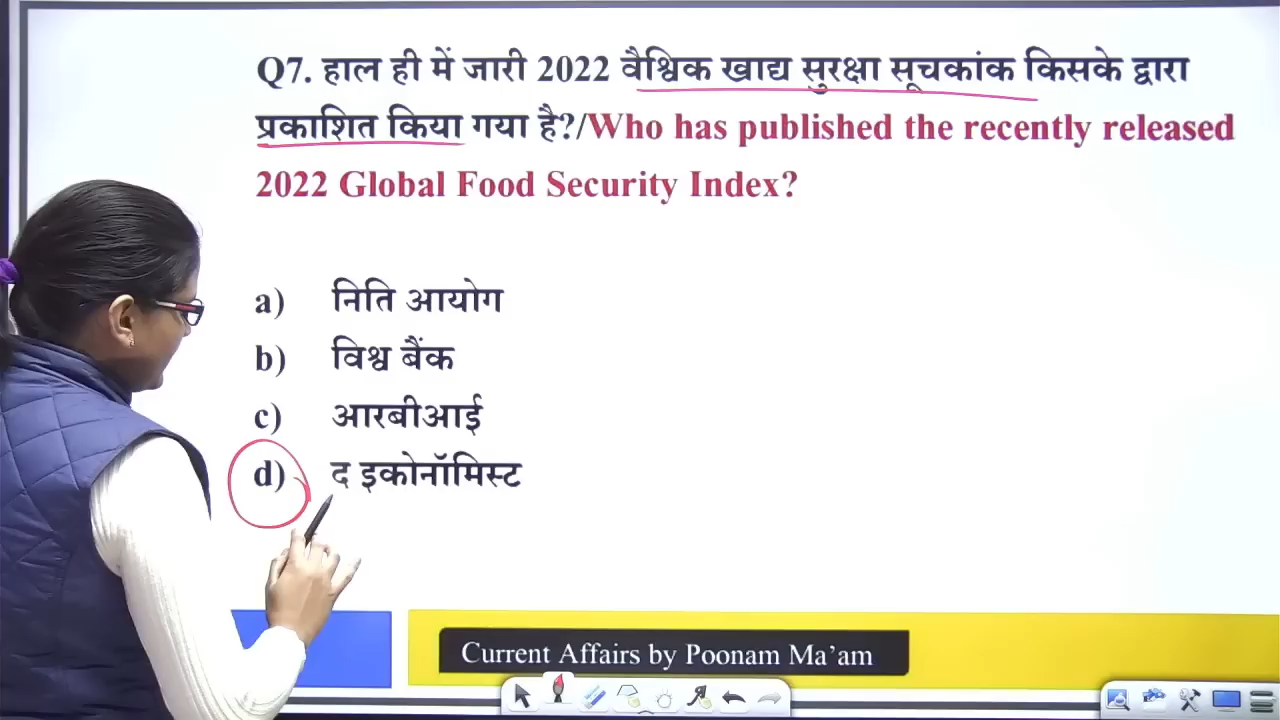 Q7. हाल ही में जारी 2022 वैश्विक खाद्य सुरक्षा सूचकांक किसके द्वारा
प्रकाशित किया गया है?/Who has published the recently released
2022 Global Food Security Index?
a) निति आयोग
b) विश्व बैंक
c) आरबीआई
d) द इकोनॉमिस्ट
Current Affairs by Poonam Ma'am